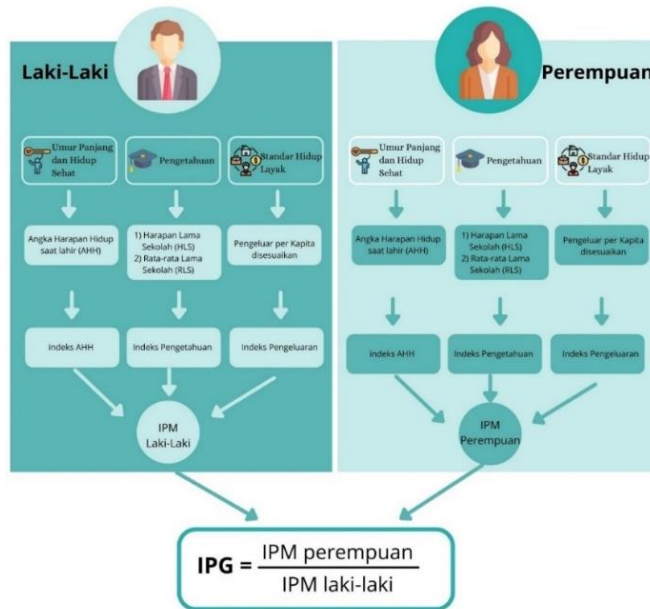 Laki-Laki
Umur Panjang
dan Hidup
Sehat
Pengetahuan
Standar Hidup
Layak
Angka Harapan Hidup
saat lahir (AHH)
1) Harapan Lama
Sekolah (HLS)
2) Rata-rata Lama
Sekolah (RLS)
Pengeluar per Kapita
disesuaikan
Indeks AHH
Indeks Pengetahuan
Indeks Pengeluaran
IPM
Laki-Laki
Perempuan
Umur Panjang
dan Hidup
Sehat
Pengetahuan
Standar Hidup
Layak
Angka Harapan Hidup
saat lahir (AHH)
1) Harapan Lama
Sekolah (HLS)
2) Rata-rata Lama
Sekolah (RLS)
Pengeluar per Kapita
disesuaikan
Indeks AHH
Indeks Pengetahuan
Indeks Pengeluaran
IPM
Perempuan
IPG = IPM perempuan
IPM laki-laki